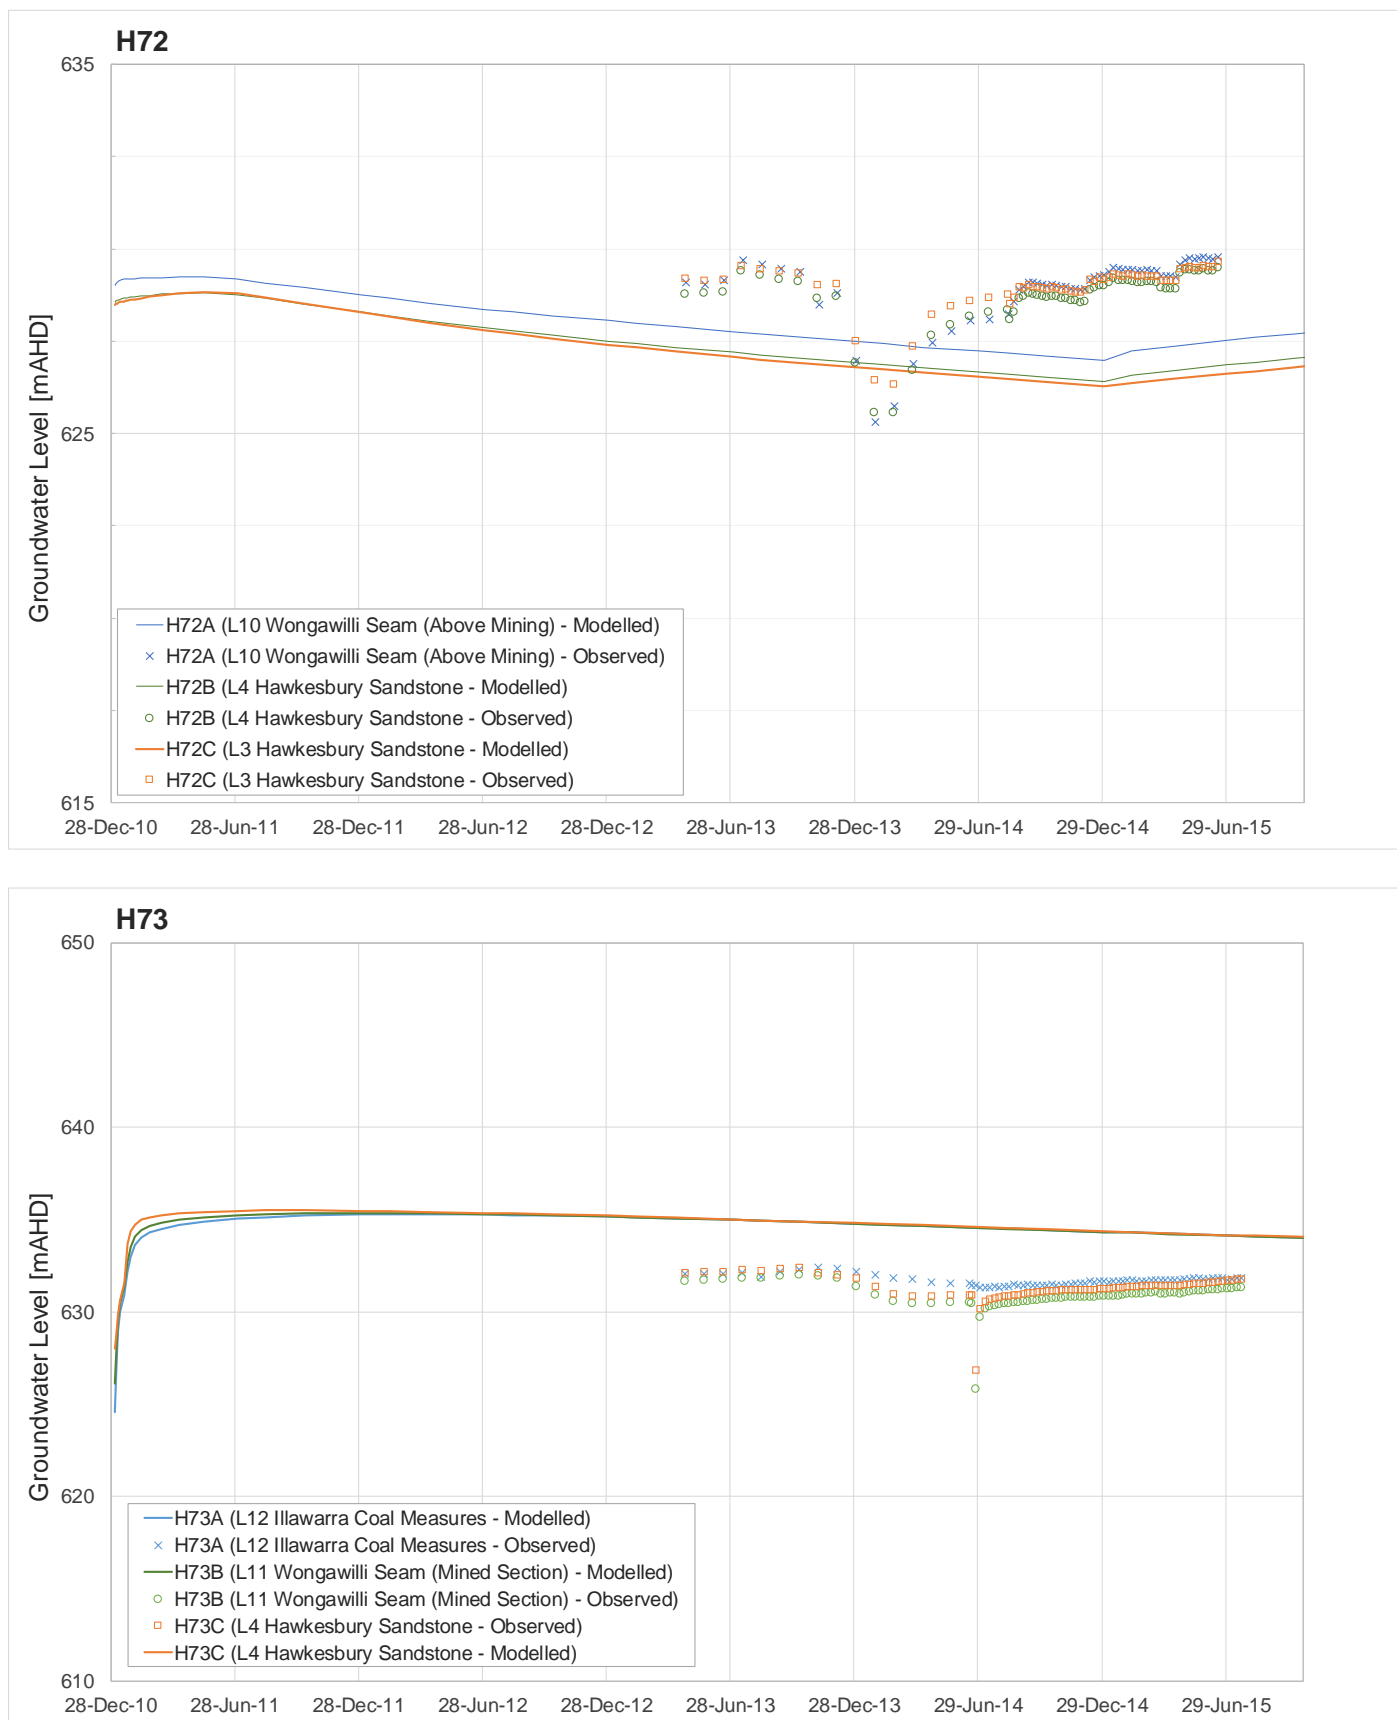 H72
635
625
615
Groundwater Level [mAHD]
H72A (L10 Wongawilli Seam (Above Mining) - Modelled)
H72A (L10 Wongawilli Seam (Above Mining) - Observed)
H72B (L4 Hawkesbury Sandstone - Modelled)
H72B (L4 Hawkesbury Sandstone - Observed)
H72C (L3 Hawkesbury Sandstone - Modelled)
H72C (L3 Hawkesbury Sandstone - Observed)
28-Dec-10 28-Jun-11 28-Dec-11 28-Jun-12 28-Dec-12 28-Jun-13 28-Dec-13 29-Jun-14 29-Dec-14 29-Jun-15
H73
650
640
630
620
610
Groundwater Level [mAHD]
H73A (L12 Illawarra Coal Measures - Modelled)
H73A (L12 Illawarra Coal Measures - Observed)
H73B (L11 Wongawilli Seam (Mined Section) - Modelled)
H73B (L11 Wongawilli Seam (Mined Section) - Observed)
H73C (L4 Hawkesbury Sandstone - Observed)
H73C (L4 Hawkesbury Sandstone - Modelled)
28-Dec-10 28-Jun-11 28-Dec-11 28-Jun-12 28-Dec-12 28-Jun-13 28-Dec-13 29-Jun-14 29-Dec-14 29-Jun-15